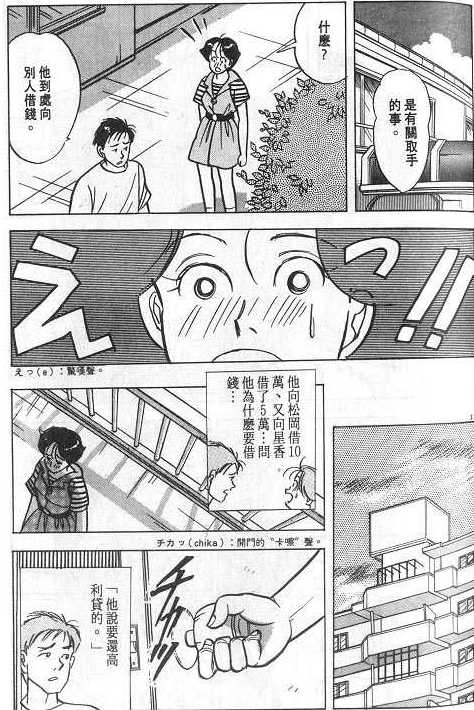 是有關取手
的事。
什麼？
他到處向
別人借錢。
えっ!!
えっ(e)：驚嘆聲。
他向松岡借10
萬、又向星香
借了5萬…問
他為什麼要借
錢…
チカッ(chika)：開門的“卡嚓”聲。
チカッ
「他說要還高
利貸的。」